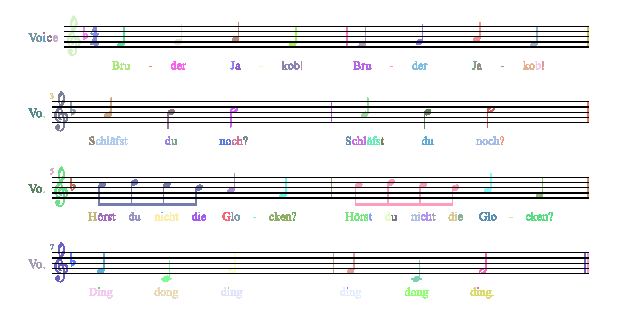 Voice
Bru - der Ja - kob! Bru - der Ja - kob!
3
Vo.
Schläfst du noch? Schläfst du noch?
5
Vo.
Hörst du nicht die Glo - cken? Hörst du nicht die Glo - cken?
7
Vo.
Ding dong ding ding dong ding.